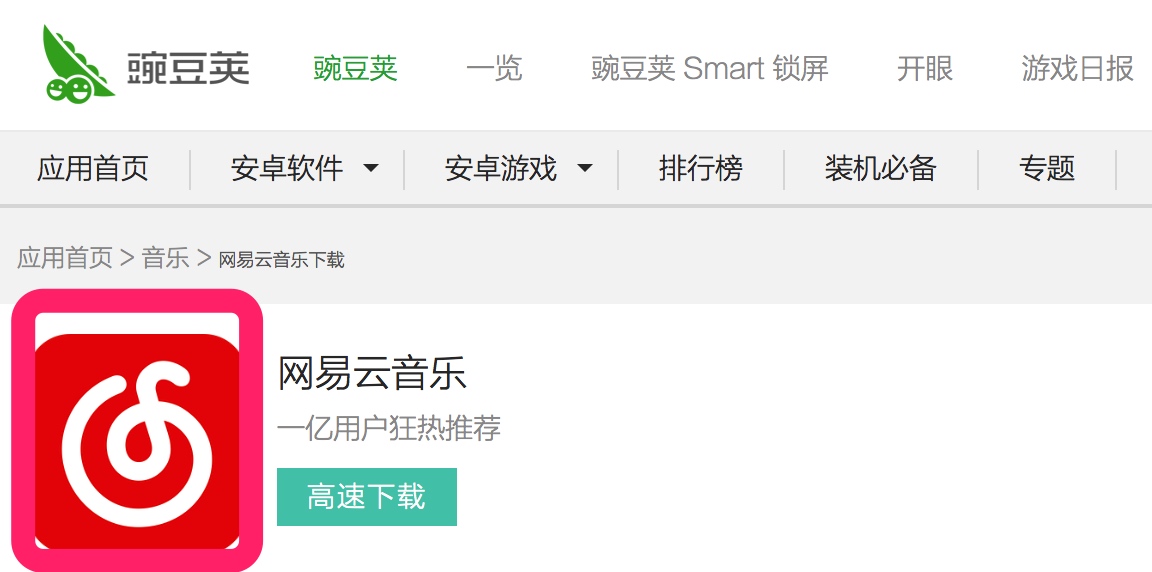 豌豆荚 豌豆荚 一览 豌豆荚 Smart 锁屏 开眼 游戏日报
应用首页 安卓软件 安卓游戏 排行榜 装机必备 专题
应用首页 > 音乐 > 网易云音乐下载
网易云音乐
一亿用户狂热推荐
高速下载